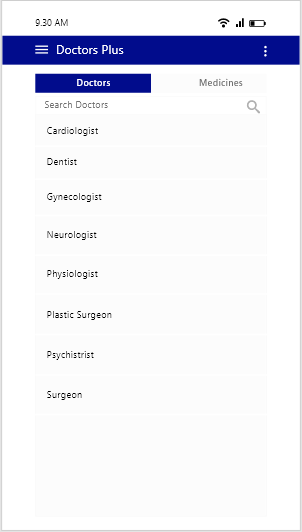 9.30 AM
Doctors Plus
Doctors Medicines
Search Doctors
Cardiologist
Dentist
Gynecologist
Neurologist
Physiologist
Plastic Surgeon
Psychistrist
Surgeon